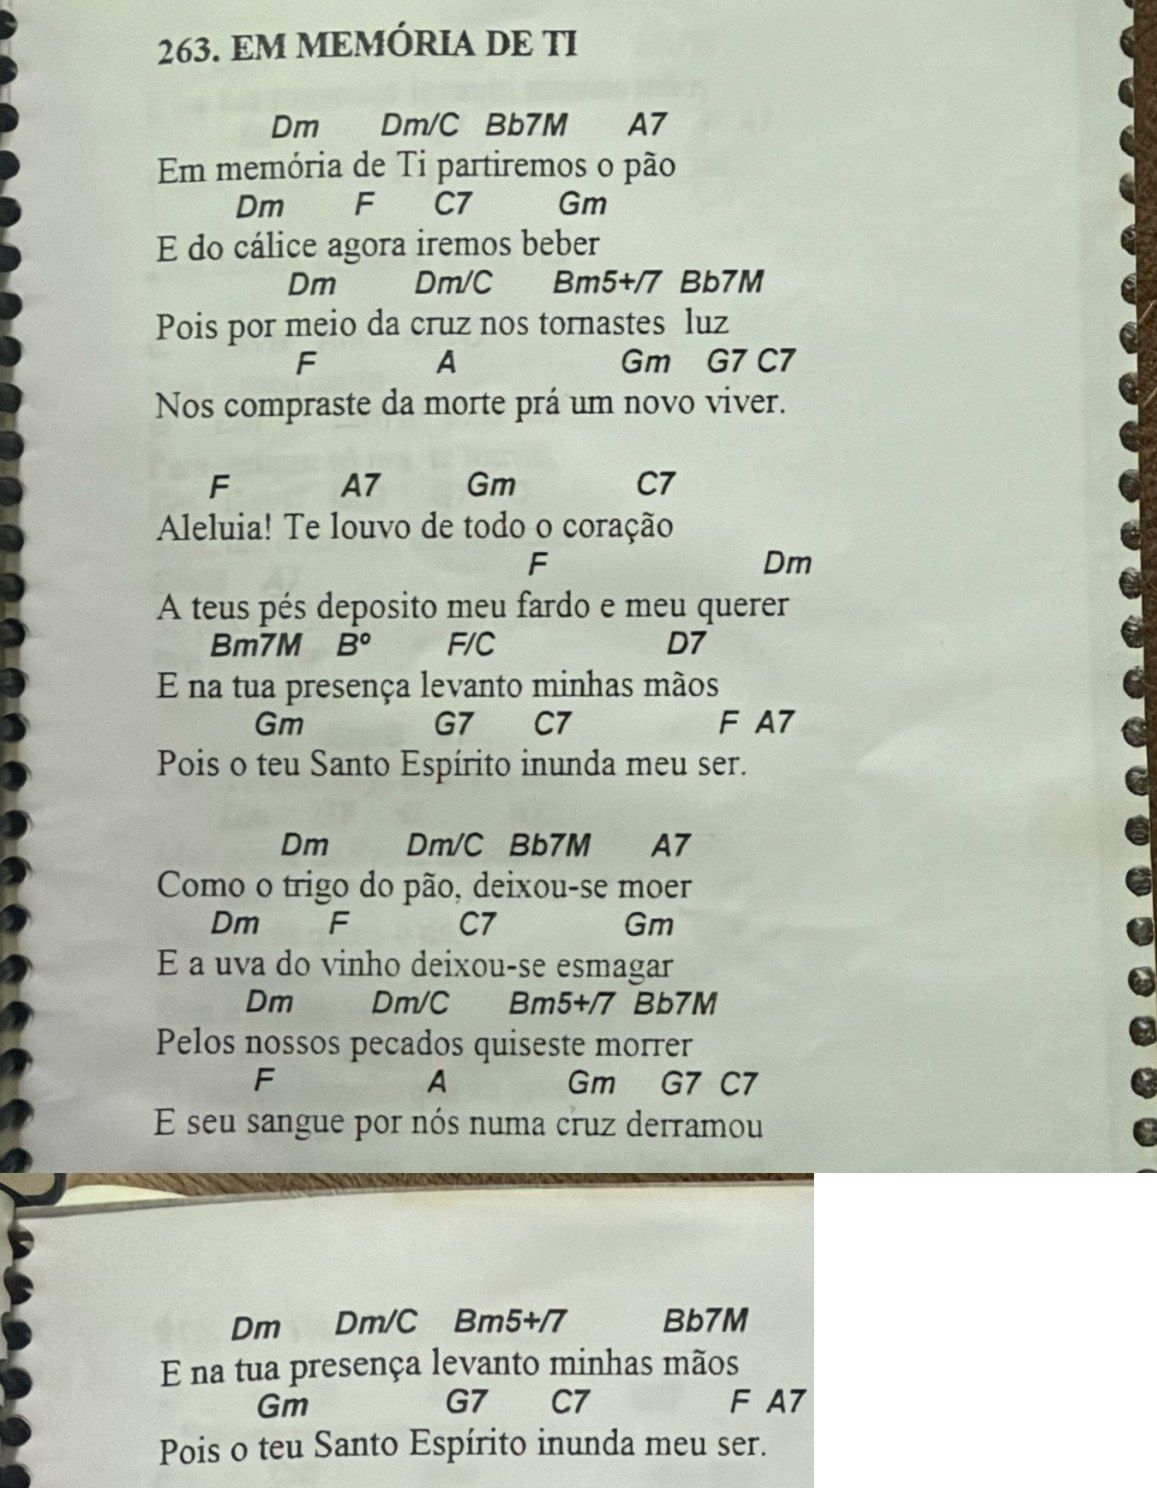 263. EM MEMÓRIA DE TI
Dm Dm/C Bb7M A7
Em memória de Ti partiremos o pão
Dm F C7 Gm
E do cálice agora iremos beber
Dm Dm/C Bm5+/7 Bb7M
Pois por meio da cruz nos tornastes luz
F A Gm G7 C7
Nos compraste da morte prá um novo viver.
F A7 Gm C7
Aleluia! Te louvo de todo o coração
F Dm
A teus pés deposito meu fardo e meu querer
Bm7M Bº F/C D7
E na tua presença levanto minhas mãos
Gm G7 C7 F A7
Pois o teu Santo Espírito inunda meu ser.
Dm Dm/C Bb7M A7
Como o trigo do pão, deixou-se moer
Dm F C7 Gm
E a uva do vinho deixou-se esmagar
Dm Dm/C Bm5+/7 Bb7M
Pelos nossos pecados quiseste morrer
F A Gm G7 C7
E seu sangue por nós numa cruz derramou
Dm Dm/C Bm5+/7 Bb7M
E na tua presença levanto minhas mãos
Gm G7 C7 F A7
Pois o teu Santo Espírito inunda meu ser.